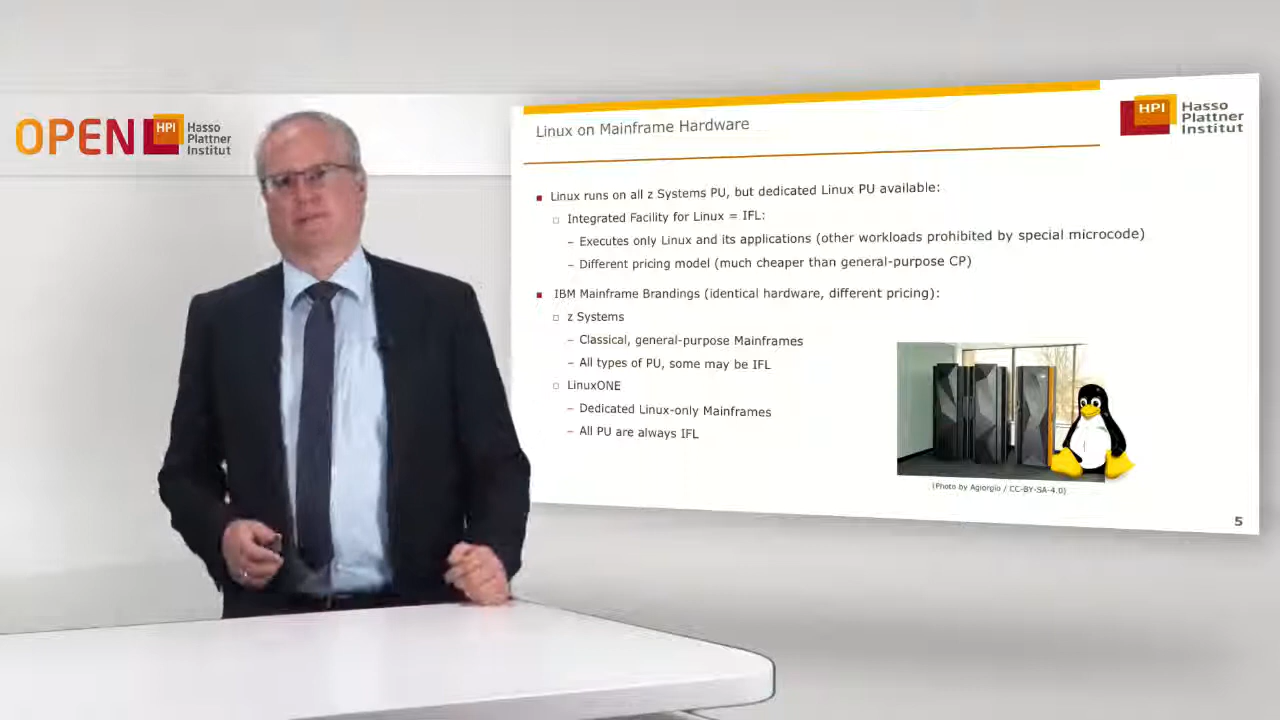 OPEN HPI Hasso
Plattner
Institut
Linux on Mainframe Hardware
HPI Hasso
Plattner
Institut
Linux runs on all z Systems PU, but dedicated Linux PU available:
Integrated Facility for Linux = IFL:
– Executes only Linux and its applications (other workloads prohibited by special microcode)
– Different pricing model (much cheaper than general-purpose CP)
IBM Mainframe Brandings (identical hardware, different pricing):
z Systems
– Classical, general-purpose Mainframes
– All types of PU, some may be IFL
LinuxONE
– Dedicated Linux-only Mainframes
– All PU are always IFL
(Photo by Agiorgio / CC-BY-SA-4.0)
5